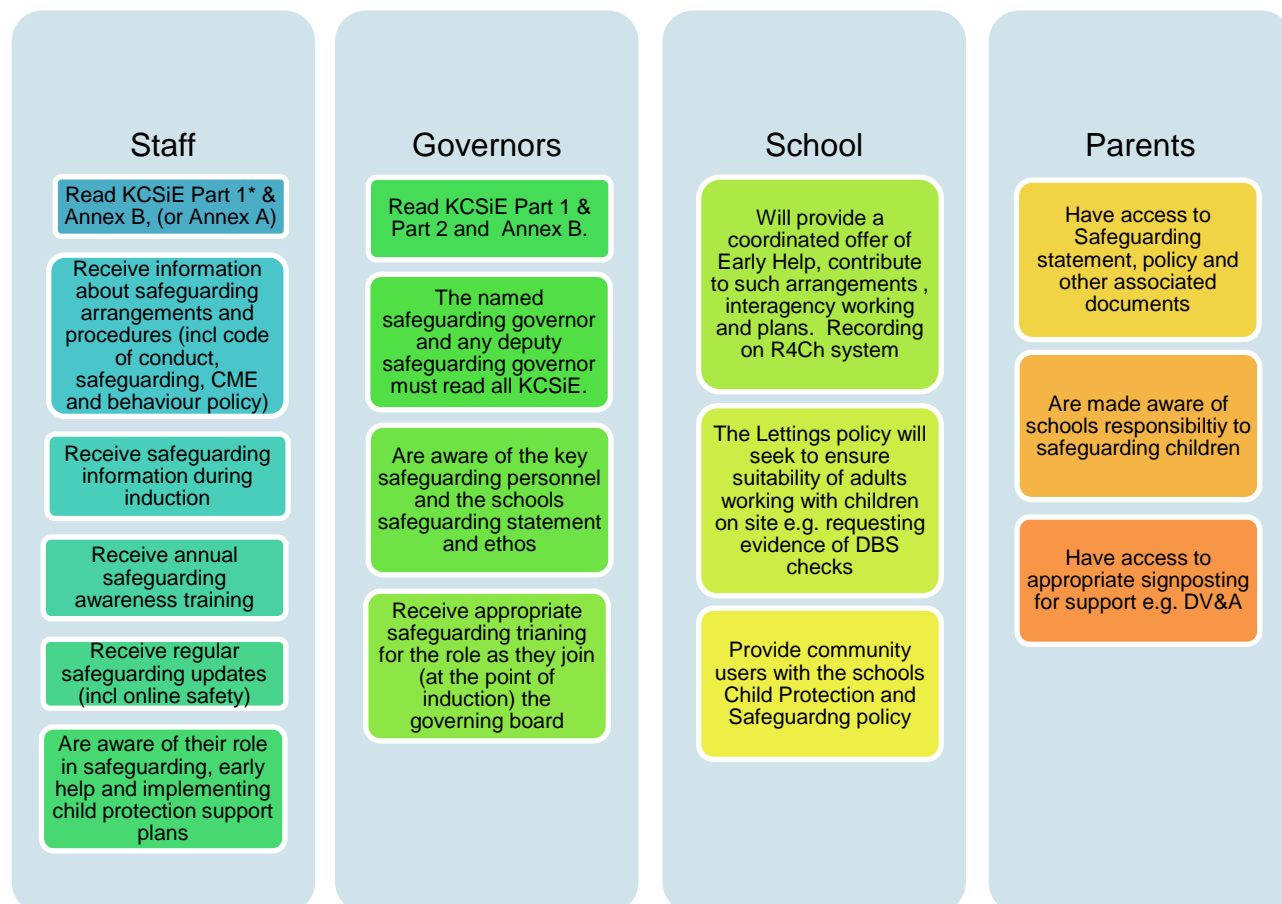 Staff
Read KCSiE Part 1* &
Annex B, (or Annex A)
Receive information
about safeguarding
arrangements and
procedures (incl code of
conduct,
safeguarding, CME
and behaviour policy)
Receive safeguarding
information during
induction
Receive annual
safeguarding
awareness training
Receive regular
safeguarding updates
(incl online safety)
Are aware of their role
in safeguarding, early
help and implementing
child protection support
plans
Governors
Read KCSiE Part 1 &
Part 2 and Annex B.
The named
safeguarding governor
and any deputy
safeguarding governor
must read all KCSiE.
Are aware of the key
safeguarding personnel
and the schools
safeguarding statement
and ethos
Receive appropriate
safeguarding trianing
for the role as they join
(at the point of
induction) the
governing board
School
Will provide a
coordinated offer of
Early Help, contribute
to such arrangements ,
interagency working
and plans. Recording
on R4Ch system
The Lettings policy will
seek to ensure
suitability of adults
working with children
on site e.g. requesting
evidence of DBS
checks
Provide community
users with the schools
Child Protection and
Safeguardng policy
Parents
Have access to
Safeguarding
statement, policy and
other associated
documents
Are made aware of
schools responsibiltiy to
safeguarding children
Have access to
appropriate signposting
for support e.g. DV&A